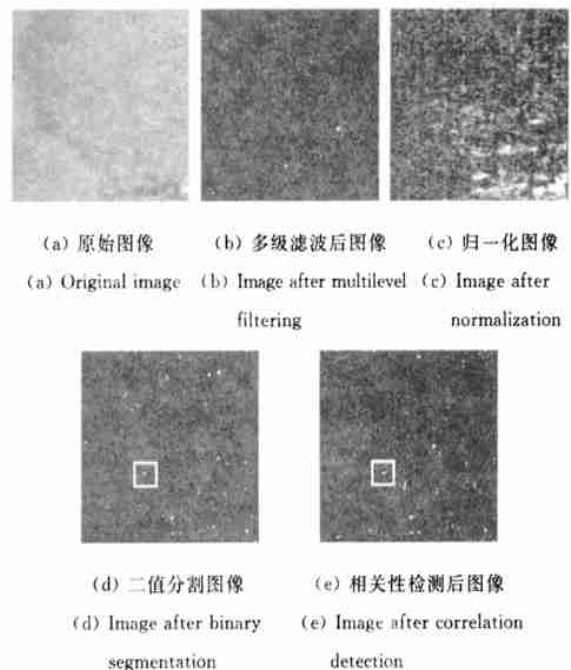 (a) 原始图像 (b) 多级滤波后图像 (c) 归一化图像
(a) Original image (b) Image after multilevel (c) Image after
filtering normalization
(d) 二值分割图像 (e) 相关性检测后图像
(d) Image after binary (e) Image after correlation
segmentation detection